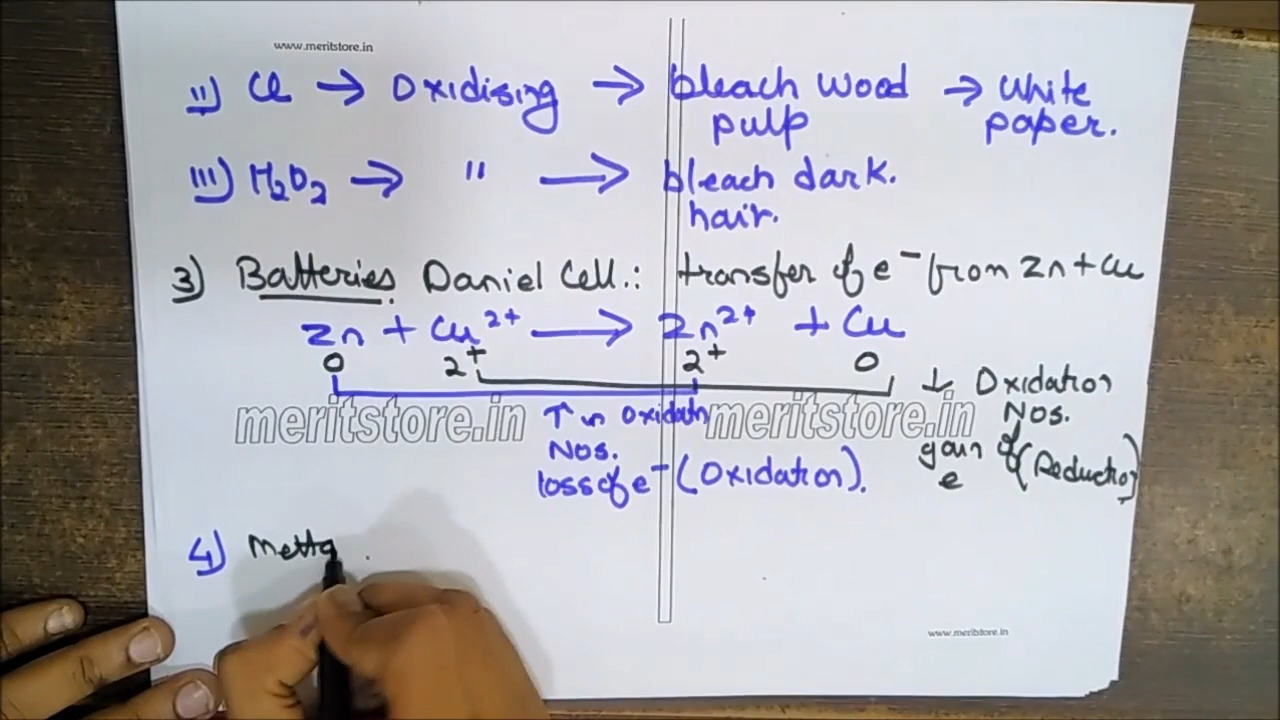 www.meritstore.in
II) Cl → Oxidising → bleach wood → White
pulp paper.
III) H₂O₂ → " → bleach dark.
hair.
3) Batteries. Daniel Cell.: transfer of e⁻ from Zn + Cu
Zn + Cu²⁺ → Zn²⁺ + Cu
0 2⁺ 2⁺ 0
↓ Oxidation
Nos.
gain of (Reduction)
e
↑ in Oxidatn
Nos.
loss of e⁻ (Oxidation).
meritstore.in meritstore.in
4) Metta
www.meritstore.in